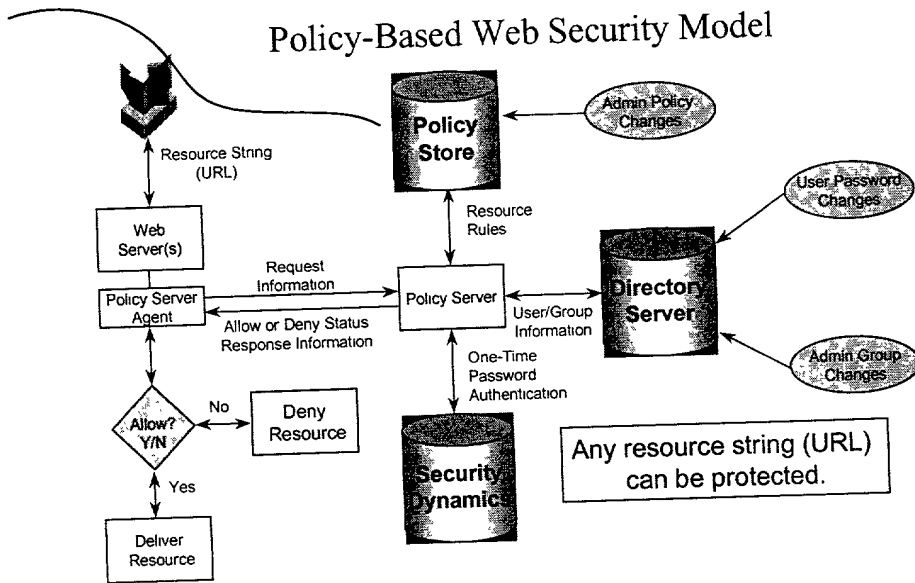 Policy-Based Web Security Model
Policy
Store
Admin Policy
Changes
Resource String
(URL)
User Password
Changes
Web
Server(s)
Resource
Rules
Request
Information
Policy Server
Agent
Policy Server
Directory
Server
Allow or Deny Status
Response Information
User/Group
Information
One-Time
Password
Authentication
Admin Group
Changes
Allow?
Y/N
No
Deny
Resource
Security
Dynamics
Any resource string (URL)
can be protected.
Yes
Deliver
Resource